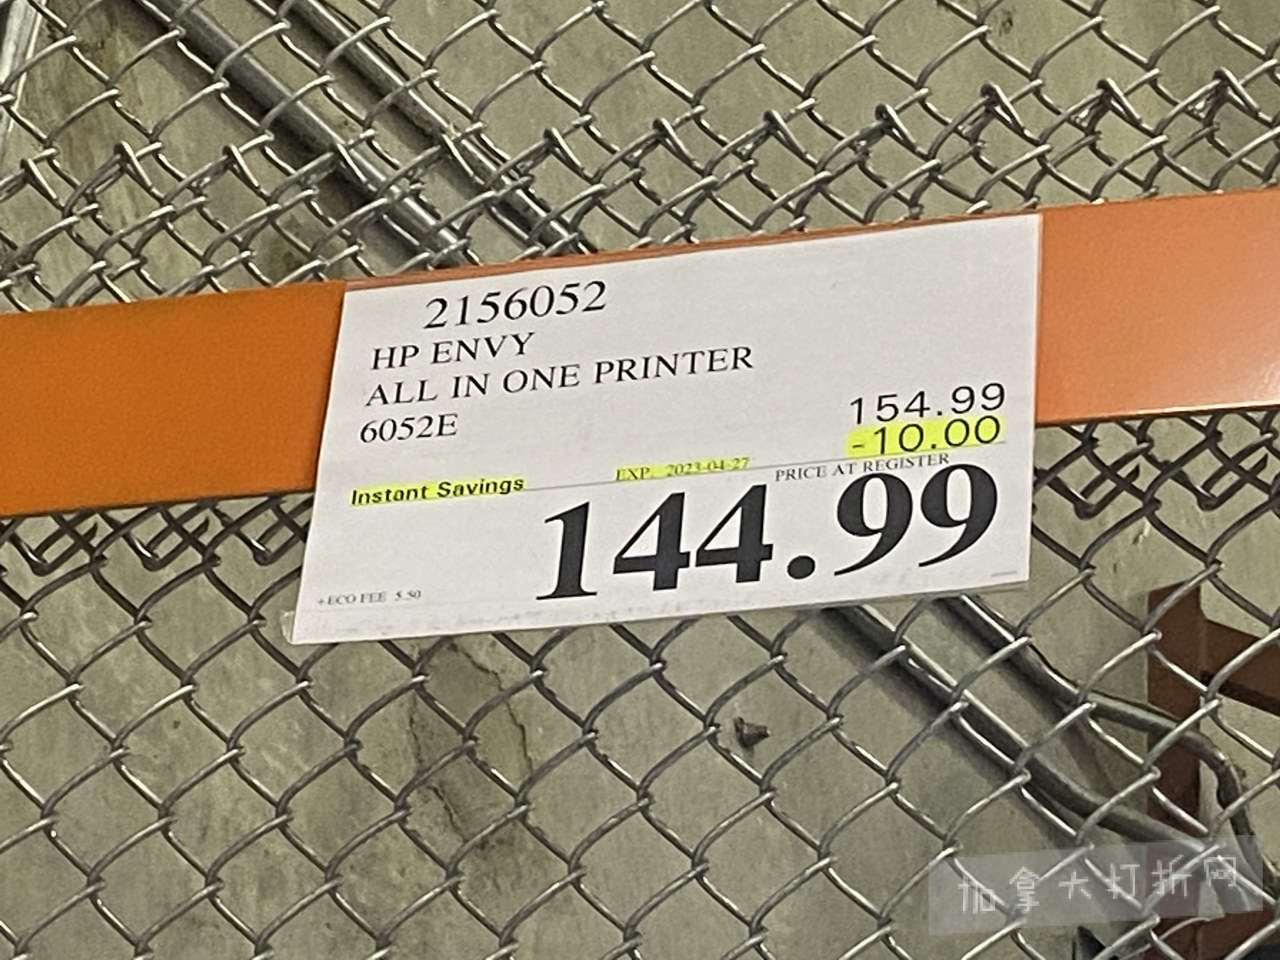 2156052
HP ENVY
ALL IN ONE PRINTER
6052E
154.99
-10.00
Instant Savings EXP. 2023-04-27 PRICE AT REGISTER
144.99
+ECO FEE 5.50
加拿大打折网